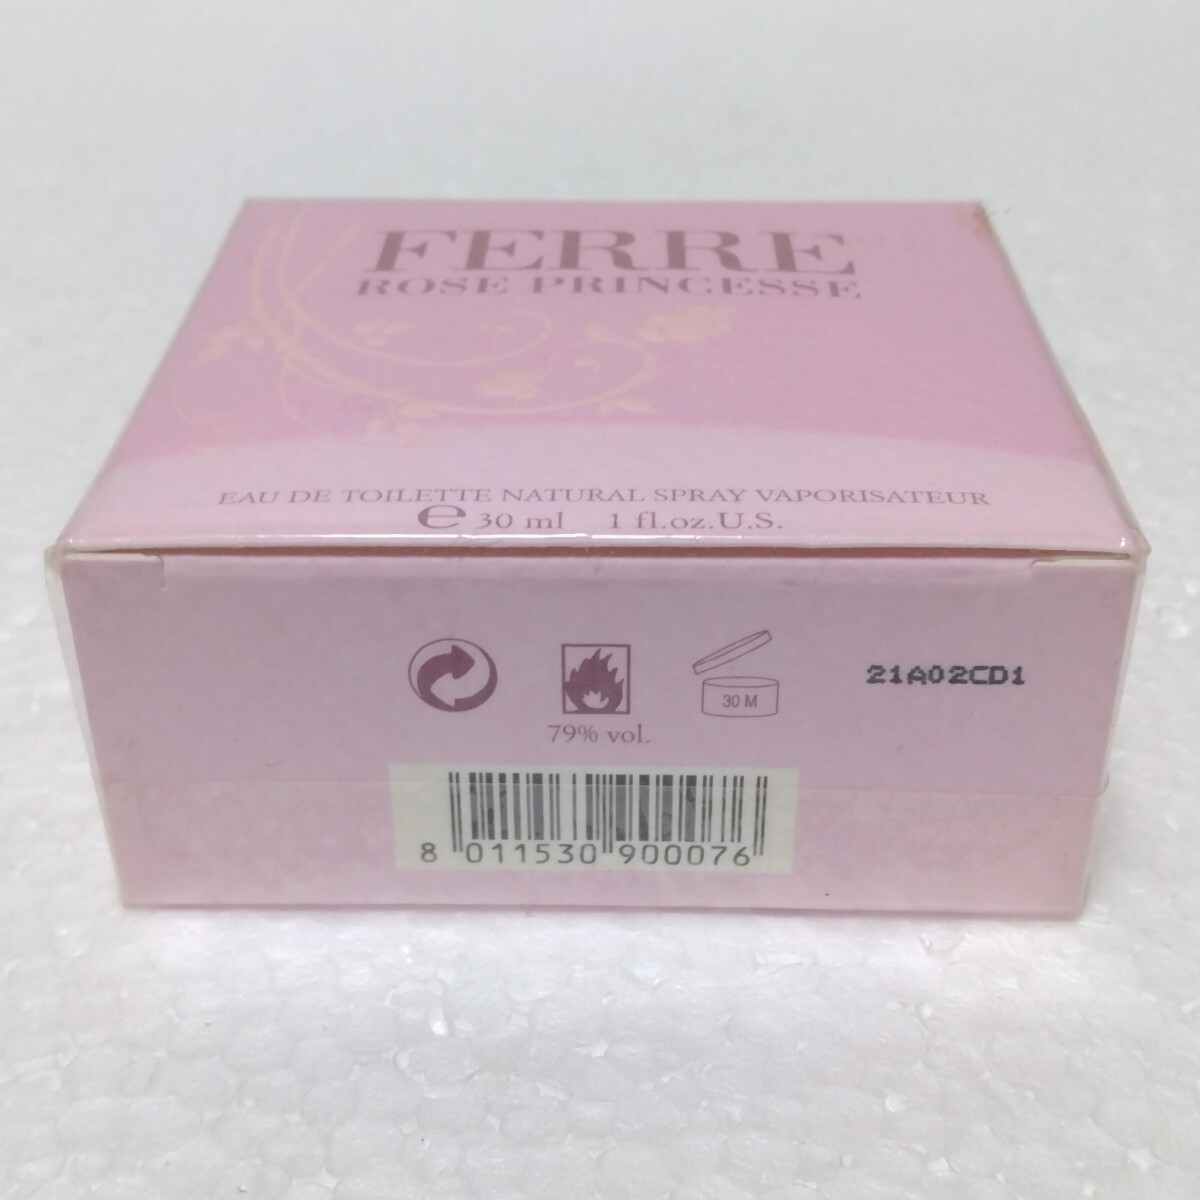 FERRE
ROSE PRINCESSE
EAU DE TOILETTE NATURAL SPRAY VAPORISATEUR
℮ 30 ml 1 fl.oz.U.S.
30 M
21A02CD1
79% vol.
8 011530 900076